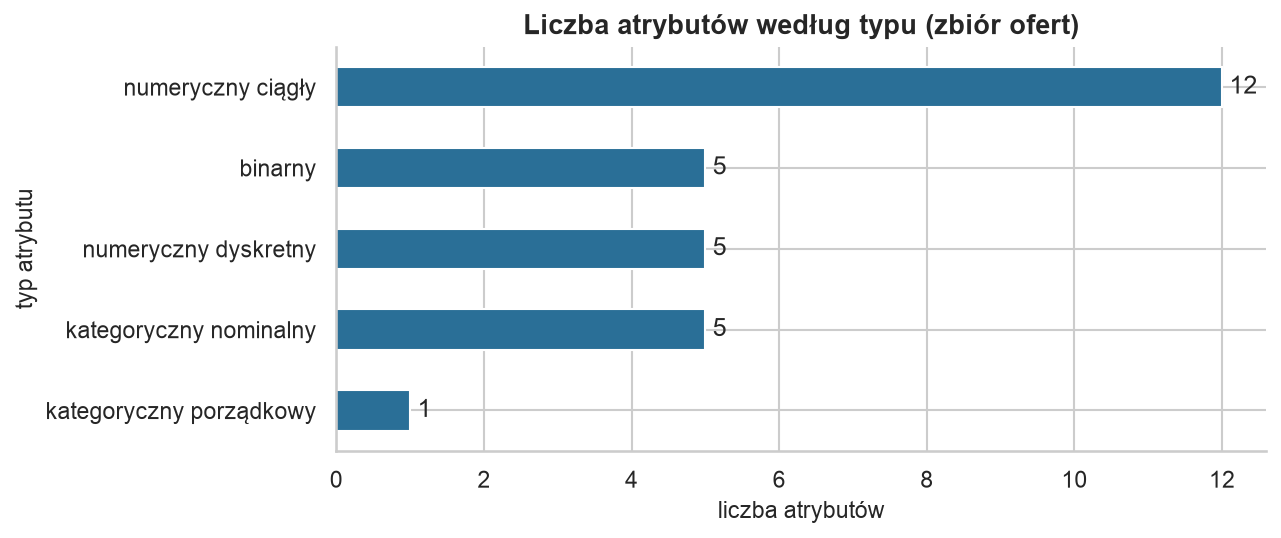 Liczba atrybutów według typu (zbiór ofert)
numeryczny ciągły
12
binarny
5
numeryczny dyskretny
5
kategoryczny nominalny
5
kategoryczny porządkowy
1
typ atrybutu
0 2 4 6 8 10 12
liczba atrybutów